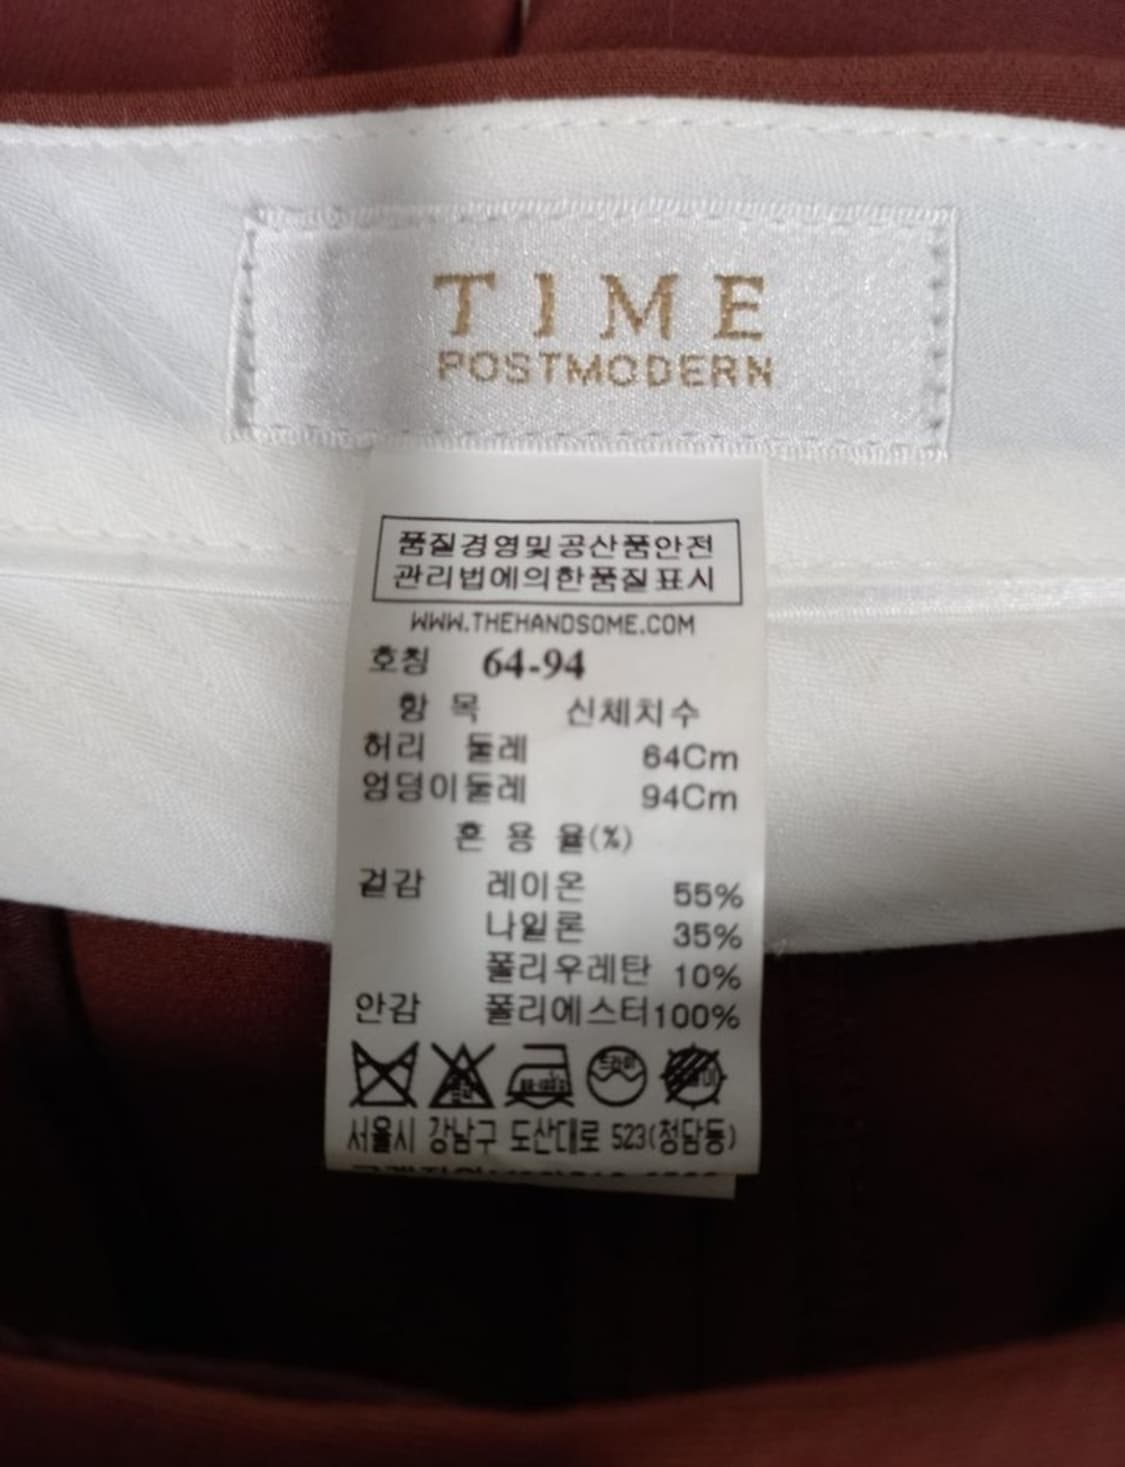 TIME
POSTMODERN
품질경영및공산품안전
관리법에의한품질표시
WWW.THEHANDSOME.COM
호칭 64-94
항 목 신체치수
허리 둘레 64Cm
엉덩이둘레 94Cm
혼 용 율(%)
겉감 레이온 55%
나일론 35%
폴리우레탄 10%
안감 폴리에스터100%
드라이
서울시 강남구 도산대로 523(청담동)